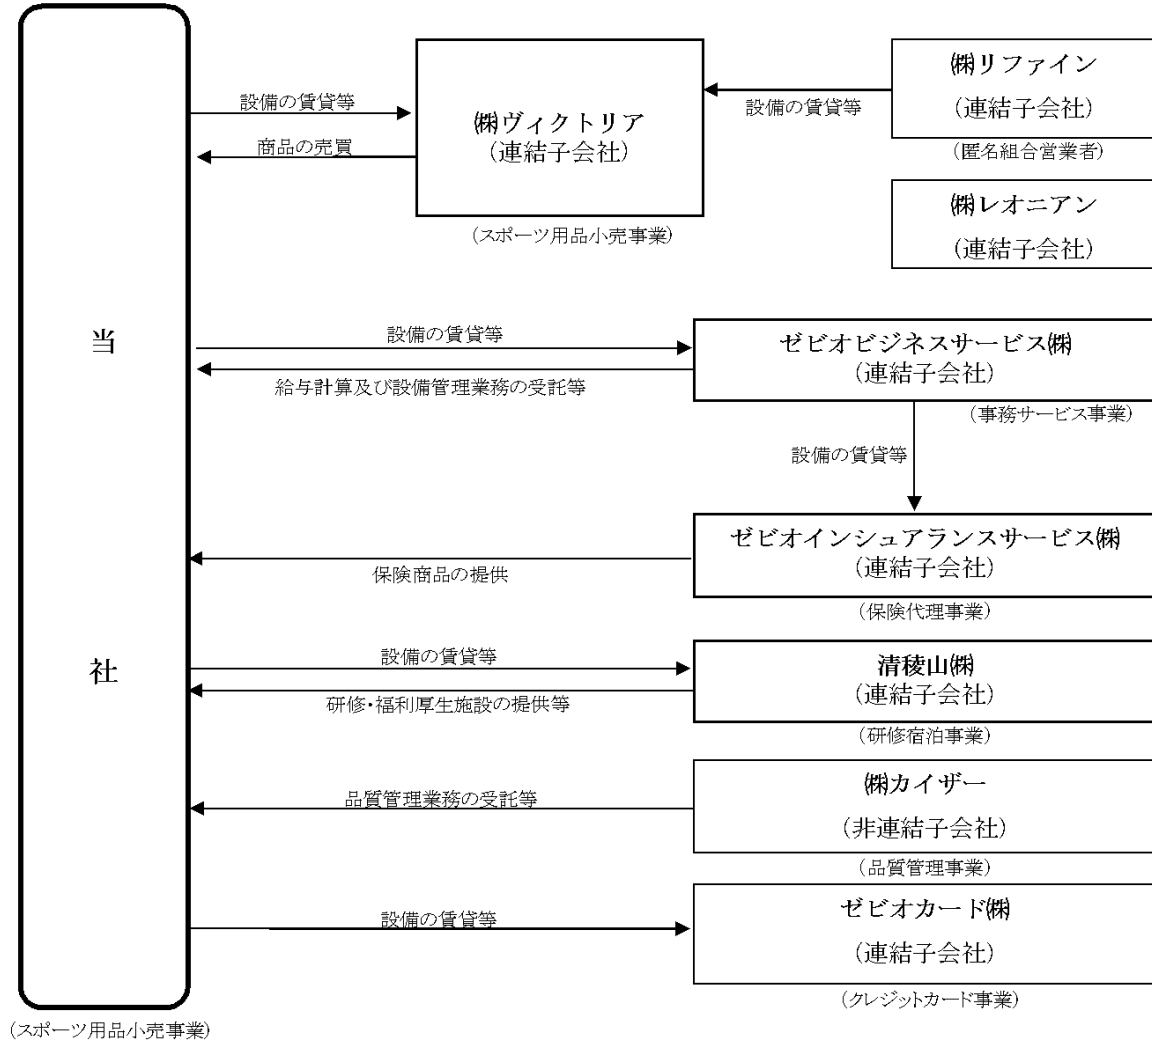 当
社
(スポーツ用品小売事業)
設備の賃貸等
商品の売買
㈱ヴィクトリア
(連結子会社)
(スポーツ用品小売事業)
設備の賃貸等
㈱リファイン
(連結子会社)
(匿名組合営業者)
㈱レオニアン
(連結子会社)
設備の賃貸等
給与計算及び設備管理業務の受託等
ゼビオビジネスサービス㈱
(連結子会社)
(事務サービス事業)
設備の賃貸等
ゼビオインシュアランスサービス㈱
(連結子会社)
(保険代理事業)
保険商品の提供
設備の賃貸等
研修・福利厚生施設の提供等
清稜山㈱
(連結子会社)
(研修宿泊事業)
品質管理業務の受託等
㈱カイザー
(非連結子会社)
(品質管理事業)
設備の賃貸等
ゼビオカード㈱
(連結子会社)
(クレジットカード事業)